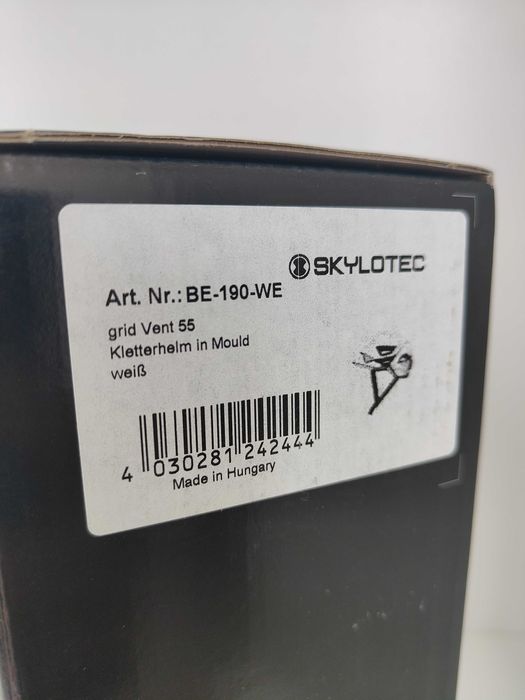 SKYLOTEC
Art. Nr.: BE-190-WE
grid Vent 55
Kletterhelm in Mould
weiß
4 030281 242444
Made in Hungary